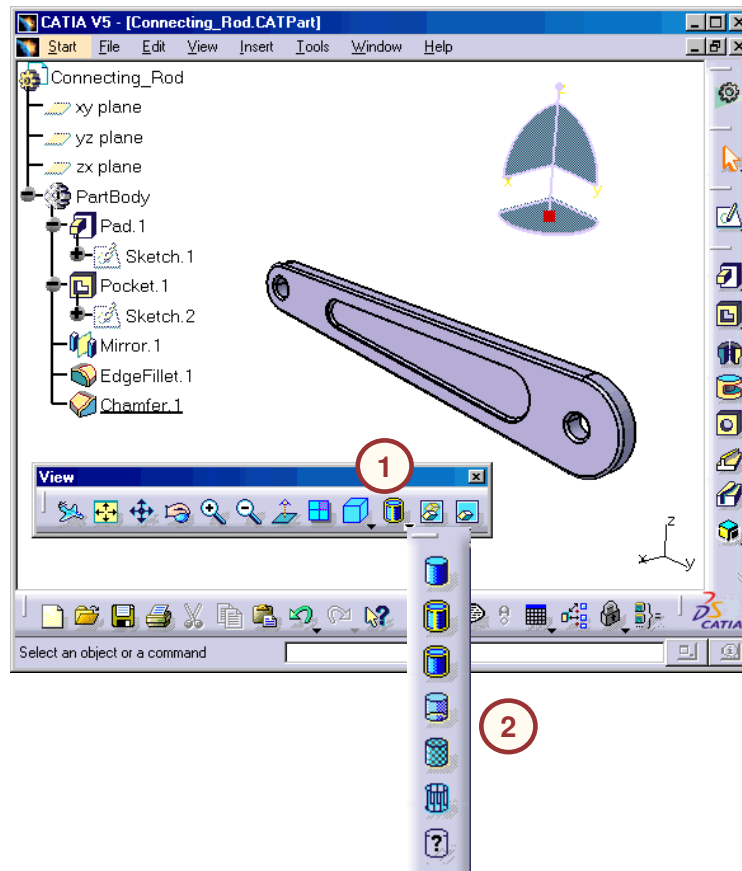 CATIA V5 - [Connecting_Rod.CATPart]
Start File Edit View Insert Tools Window Help
Connecting_Rod
xy plane
yz plane
zx plane
PartBody
Pad.1
Sketch.1
Pocket.1
Sketch.2
Mirror.1
EdgeFillet.1
Chamfer.1
z
x
y
1
View
z
x
y
CATIA
Select an object or a command
2
?